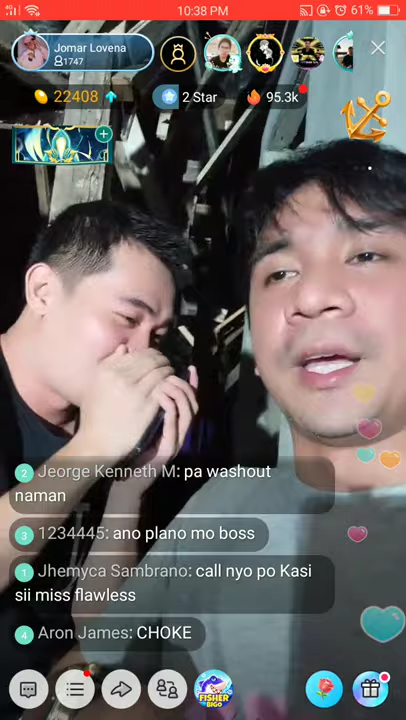 4G
10:38 PM
61%
Jomar Lovena
1747
22408
2 Star
95.3k
2 Jeorge Kenneth M: pa washout
naman
3 1234445: ano plano mo boss
1 Jhemyca Sambrano: call nyo po Kasi
sii miss flawless
4 Aron James: CHOKE
FISHER
BIGO